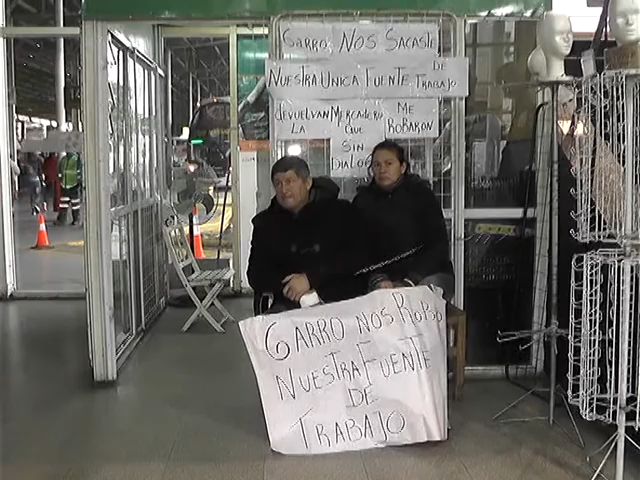 GARRO NOS SACASTE
NUESTRA UNICA FUENTE DE TRABAJO
dEVUELVAN MERCADERIA ME
LA QUE ROBARON
SIN
DIALOGO
GARRO NOS ROBO
NUESTRA FUENTE
DE
TRABAJO